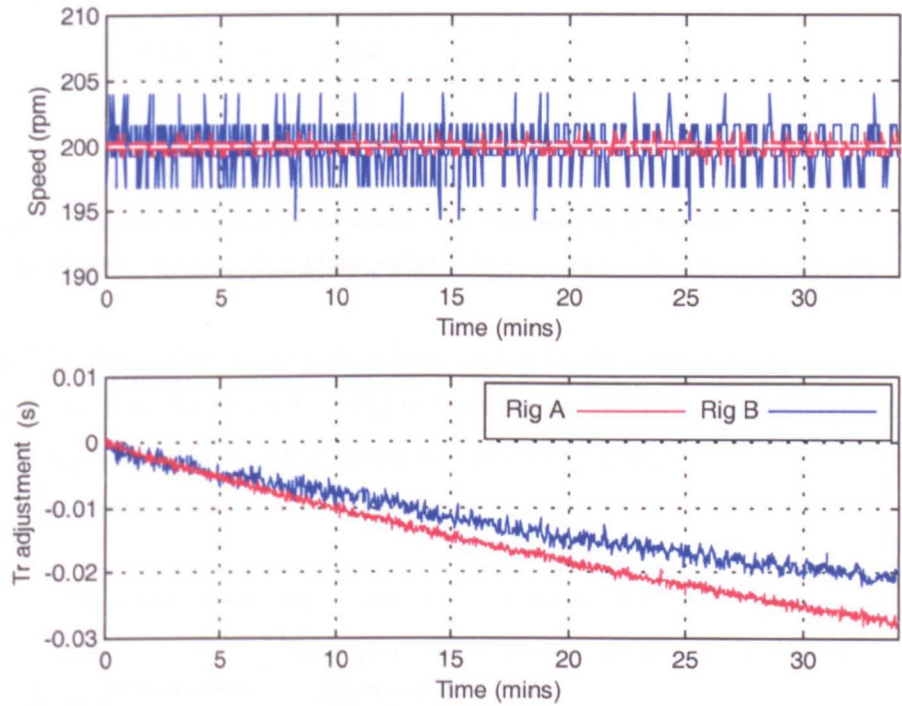 210
205
200
195
190
Speed (rpm)
0 5 10 15 20 25 30
Time (mins)
0.01
0
-0.01
-0.02
-0.03
Tr adjustment (s)
Rig A Rig B
0 5 10 15 20 25 30
Time (mins)